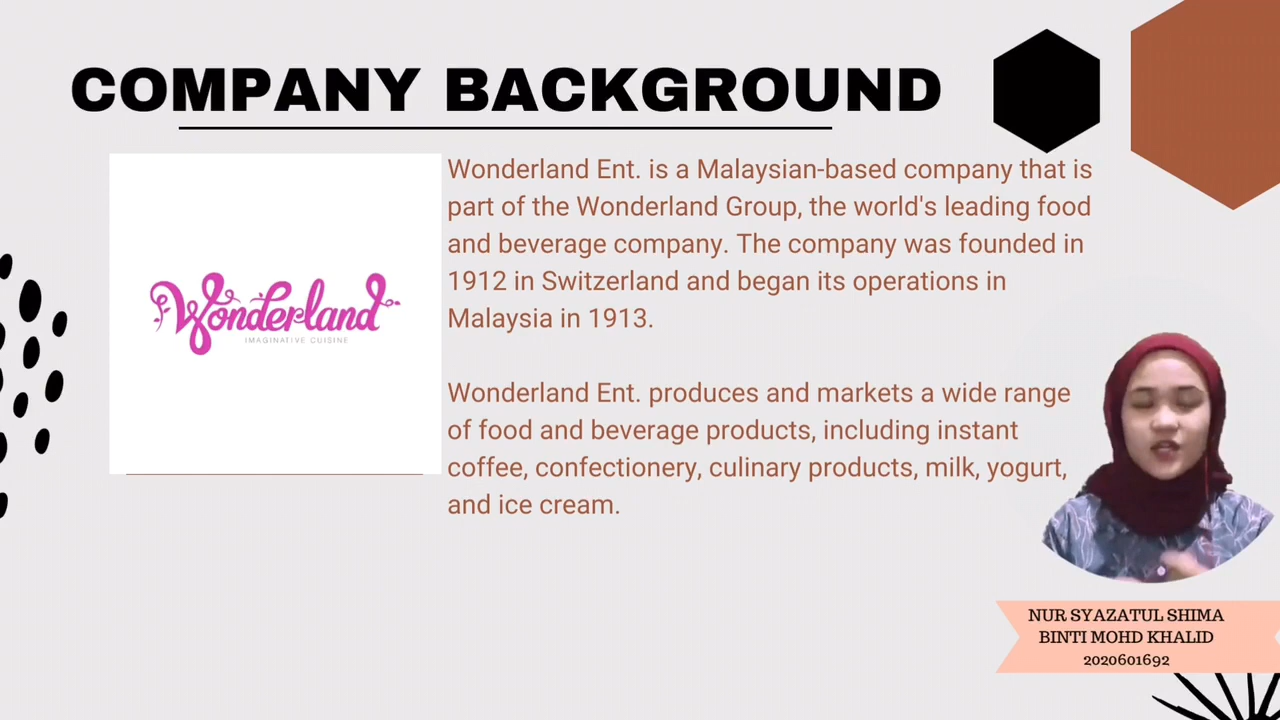 COMPANY BACKGROUND
Wonderland
IMAGINATIVE CUISINE
Wonderland Ent. is a Malaysian-based company that is
part of the Wonderland Group, the world's leading food
and beverage company. The company was founded in
1912 in Switzerland and began its operations in
Malaysia in 1913.
Wonderland Ent. produces and markets a wide range
of food and beverage products, including instant
coffee, confectionery, culinary products, milk, yogurt,
and ice cream.
NUR SYAZATUL SHIMA
BINTI MOHD KHALID
2020601692